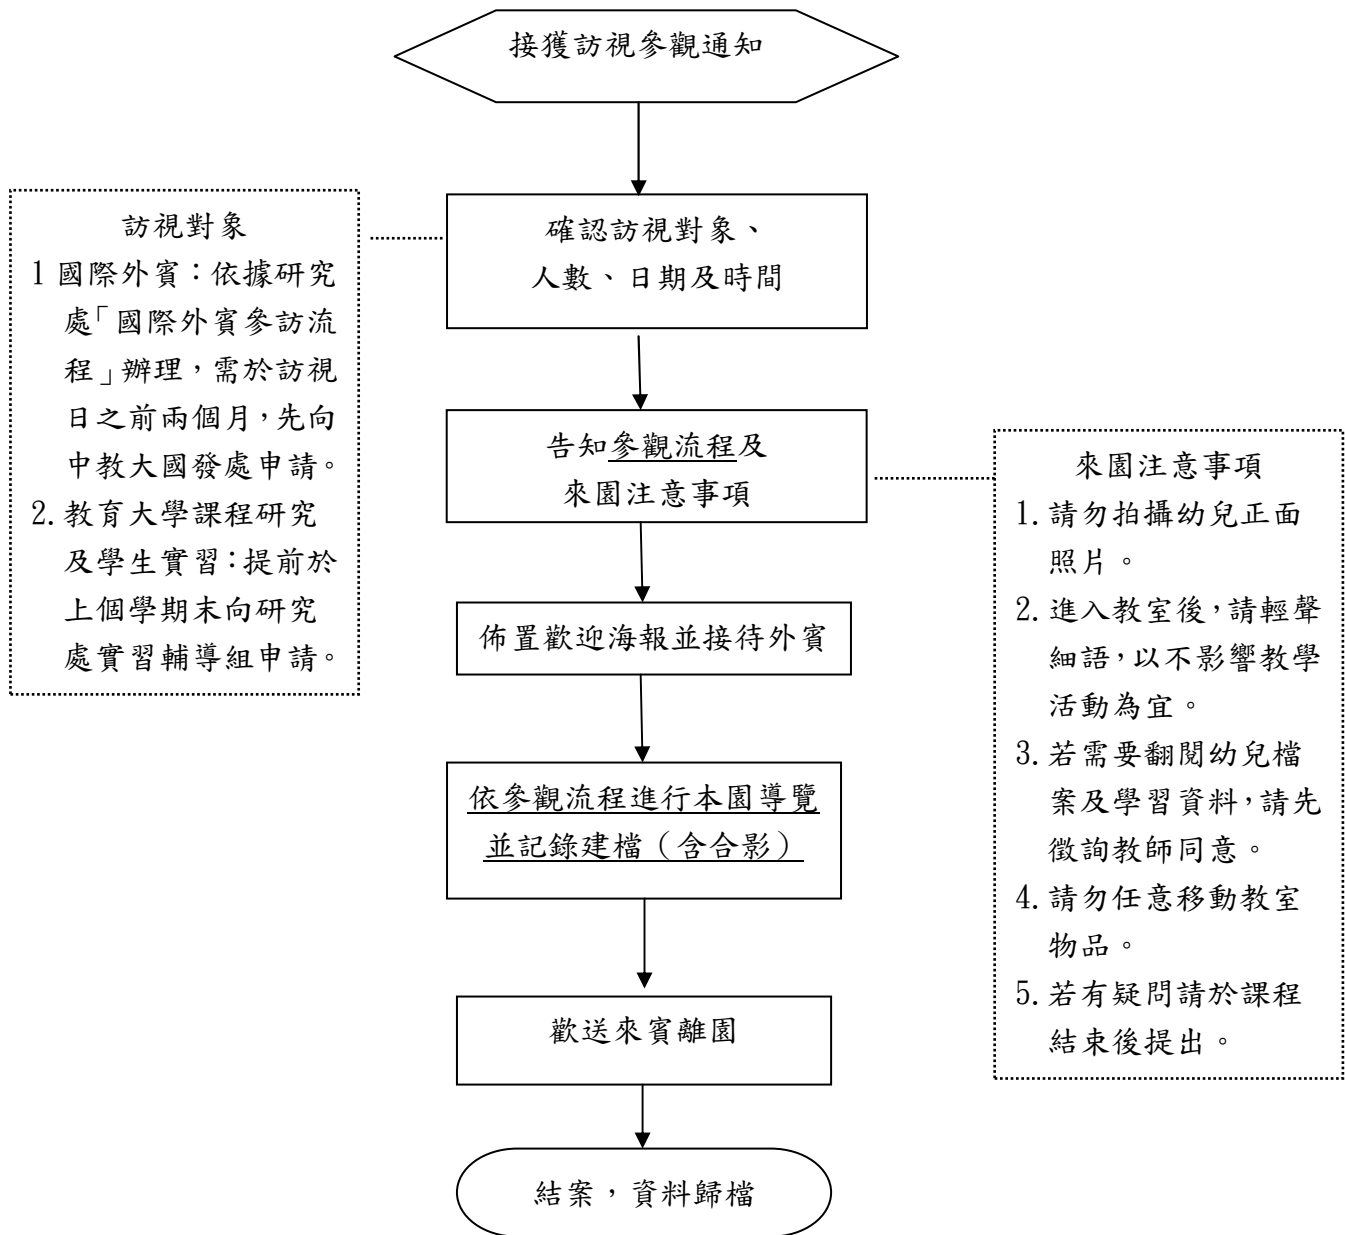 接獲訪視參觀通知
訪視對象
1 國際外賓：依據研究
處「國際外賓參訪流
程」辦理，需於訪視
日之前兩個月，先向
中教大國發處申請。
2. 教育大學課程研究
及學生實習：提前於
上個學期末向研究
處實習輔導組申請。
確認訪視對象、
人數、日期及時間
告知參觀流程及
來園注意事項
來園注意事項
1. 請勿拍攝幼兒正面
照片。
2. 進入教室後，請輕聲
細語，以不影響教學
活動為宜。
3. 若需要翻閱幼兒檔
案及學習資料，請先
徵詢教師同意。
4. 請勿任意移動教室
物品。
5. 若有疑問請於課程
結束後提出。
佈置歡迎海報並接待外賓
依參觀流程進行本園導覽
並記錄建檔（含合影）
歡送來賓離園
結案，資料歸檔